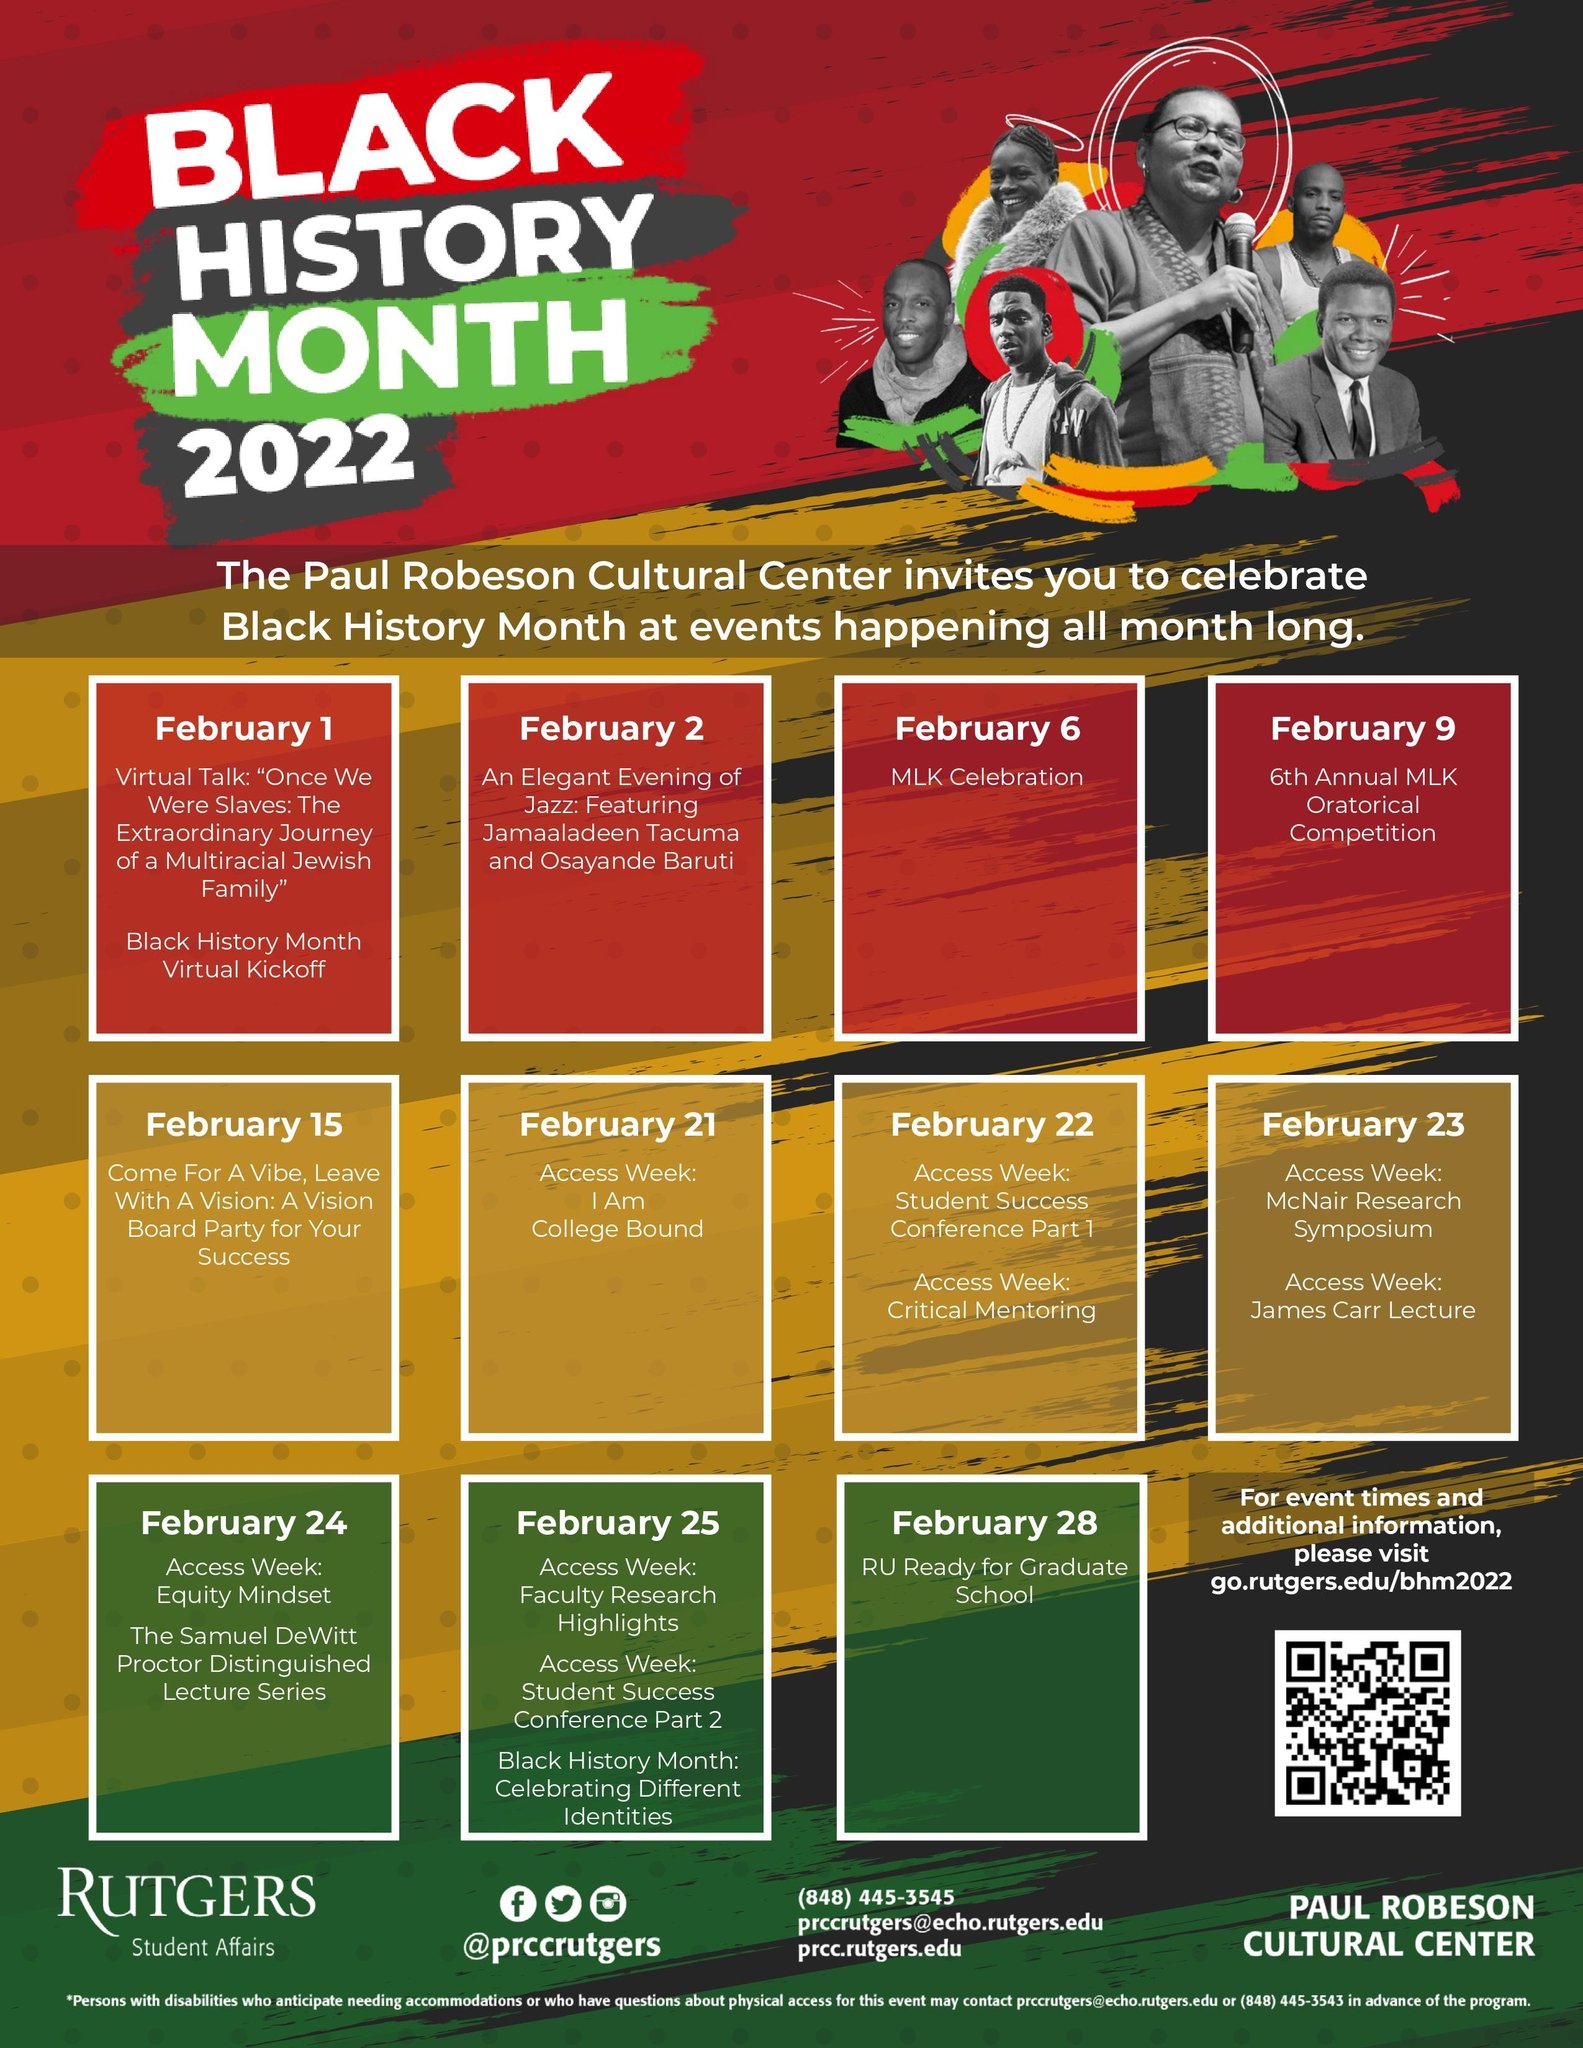 BLACK
HISTORY
MONTH
2022
The Paul Robeson Cultural Center invites you to celebrate
Black History Month at events happening all month long.
February 1
Virtual Talk: “Once We
Were Slaves: The
Extraordinary Journey
of a Multiracial Jewish
Family”
Black History Month
Virtual Kickoff
February 2
An Elegant Evening of
Jazz: Featuring
Jamaaladeen Tacuma
and Osayande Baruti
February 6
MLK Celebration
February 9
6th Annual MLK
Oratorical
Competition
February 15
Come For A Vibe, Leave
With A Vision: A Vision
Board Party for Your
Success
February 21
Access Week:
I Am
College Bound
February 22
Access Week:
Student Success
Conference Part 1
Access Week:
Critical Mentoring
February 23
Access Week:
McNair Research
Symposium
Access Week:
James Carr Lecture
February 24
Access Week:
Equity Mindset
The Samuel DeWitt
Proctor Distinguished
Lecture Series
February 25
Access Week:
Faculty Research
Highlights
Access Week:
Student Success
Conference Part 2
Black History Month:
Celebrating Different
Identities
February 28
RU Ready for Graduate
School
For event times and
additional information,
please visit
go.rutgers.edu/bhm2022
RUTGERS
Student Affairs
@prccrutgers
(848) 445-3545
prccrutgers@echo.rutgers.edu
prcc.rutgers.edu
PAUL ROBESON
CULTURAL CENTER
*Persons with disabilities who anticipate needing accommodations or who have questions about physical access for this event may contact prccrutgers@echo.rutgers.edu or (848) 445-3543 in advance of the program.